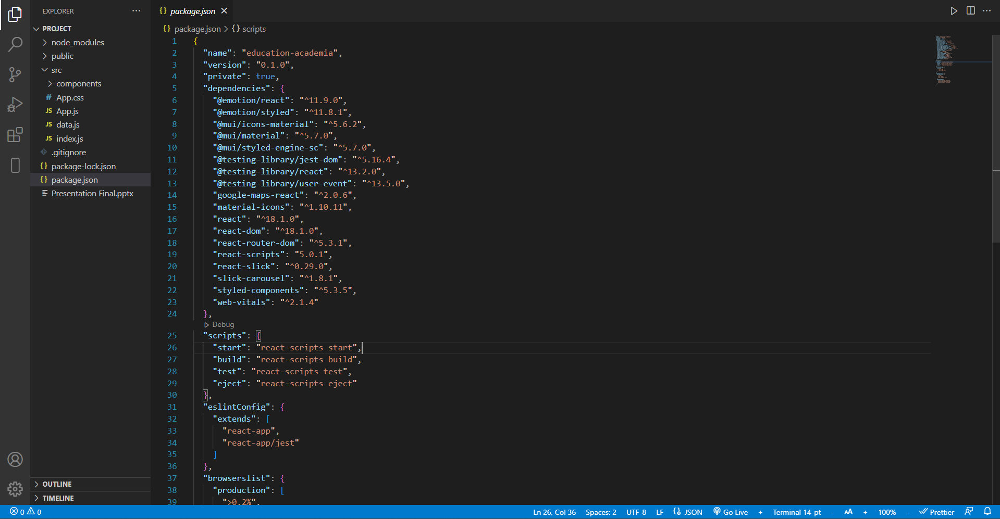 EXPLORER
PROJECT
node_modules
public
src
components
# App.css
JS App.js
JS data.js
JS index.js
.gitignore
{} package-lock.json
{} package.json
Presentation Final.pptx
OUTLINE
TIMELINE
{} package.json
{} package.json > {} scripts
1 {
2 "name": "education-academia",
3 "version": "0.1.0",
4 "private": true,
5 "dependencies": {
6 "@emotion/react": "^11.9.0",
7 "@emotion/styled": "^11.8.1",
8 "@mui/icons-material": "^5.6.2",
9 "@mui/material": "^5.7.0",
10 "@mui/styled-engine-sc": "^5.7.0",
11 "@testing-library/jest-dom": "^5.16.4",
12 "@testing-library/react": "^13.2.0",
13 "@testing-library/user-event": "^13.5.0",
14 "google-maps-react": "^2.0.6",
15 "material-icons": "^1.10.11",
16 "react": "^18.1.0",
17 "react-dom": "^18.1.0",
18 "react-router-dom": "^5.3.1",
19 "react-scripts": "5.0.1",
20 "react-slick": "^0.29.0",
21 "slick-carousel": "^1.8.1",
22 "styled-components": "^5.3.5",
23 "web-vitals": "^2.1.4"
24 },
Debug
25 "scripts": {
26 "start": "react-scripts start",
27 "build": "react-scripts build",
28 "test": "react-scripts test",
29 "eject": "react-scripts eject"
30 },
31 "eslintConfig": {
32 "extends": [
33 "react-app",
34 "react-app/jest"
35 ]
36 },
37 "browserslist": {
38 "production": [
39 ">0.2%",
0 0 Ln 26, Col 36 Spaces: 2 UTF-8 LF JSON Go Live + Terminal 14-pt - AA + 100% - Prettier